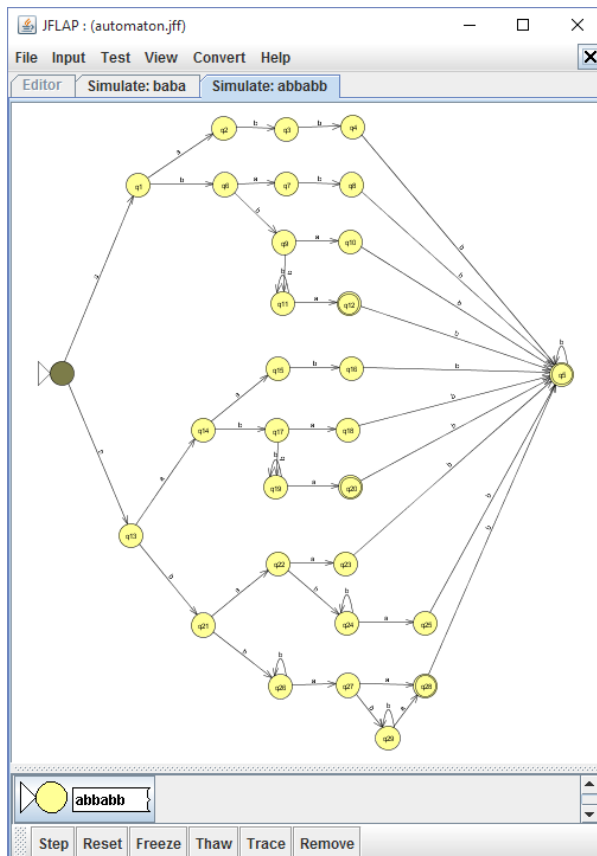 JFLAP : (automaton.jff)
File Input Test View Convert Help
Editor Simulate: baba Simulate: abbabb
q2 b q3 b q4
a
q1 b q6 a q7 b q8
b
q9 a q10
b
q11 a q12
b
q5
q15 b q16 b
a
q14 b q17 a q18
b
q19 a q20
q13
q22 a q23
a
b
q21 q24 a q25
b
q26 a q27 a q28
b
q29
abbabb
Step Reset Freeze Thaw Trace Remove